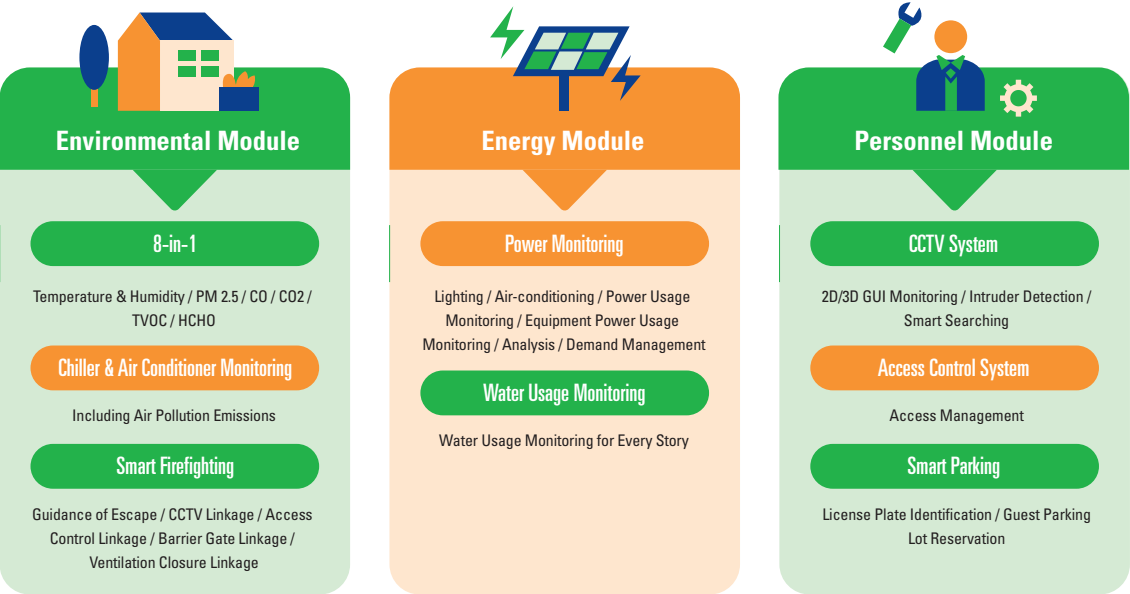 Environmental Module
8-in-1
Temperature & Humidity / PM 2.5 / CO / CO2 /
TVOC / HCHO
Chiller & Air Conditioner Monitoring
Including Air Pollution Emissions
Smart Firefighting
Guidance of Escape / CCTV Linkage / Access
Control Linkage / Barrier Gate Linkage /
Ventilation Closure Linkage
Energy Module
Power Monitoring
Lighting / Air-conditioning / Power Usage
Monitoring / Equipment Power Usage
Monitoring / Analysis / Demand Management
Water Usage Monitoring
Water Usage Monitoring for Every Story
Personnel Module
CCTV System
2D/3D GUI Monitoring / Intruder Detection /
Smart Searching
Access Control System
Access Management
Smart Parking
License Plate Identification / Guest Parking
Lot Reservation